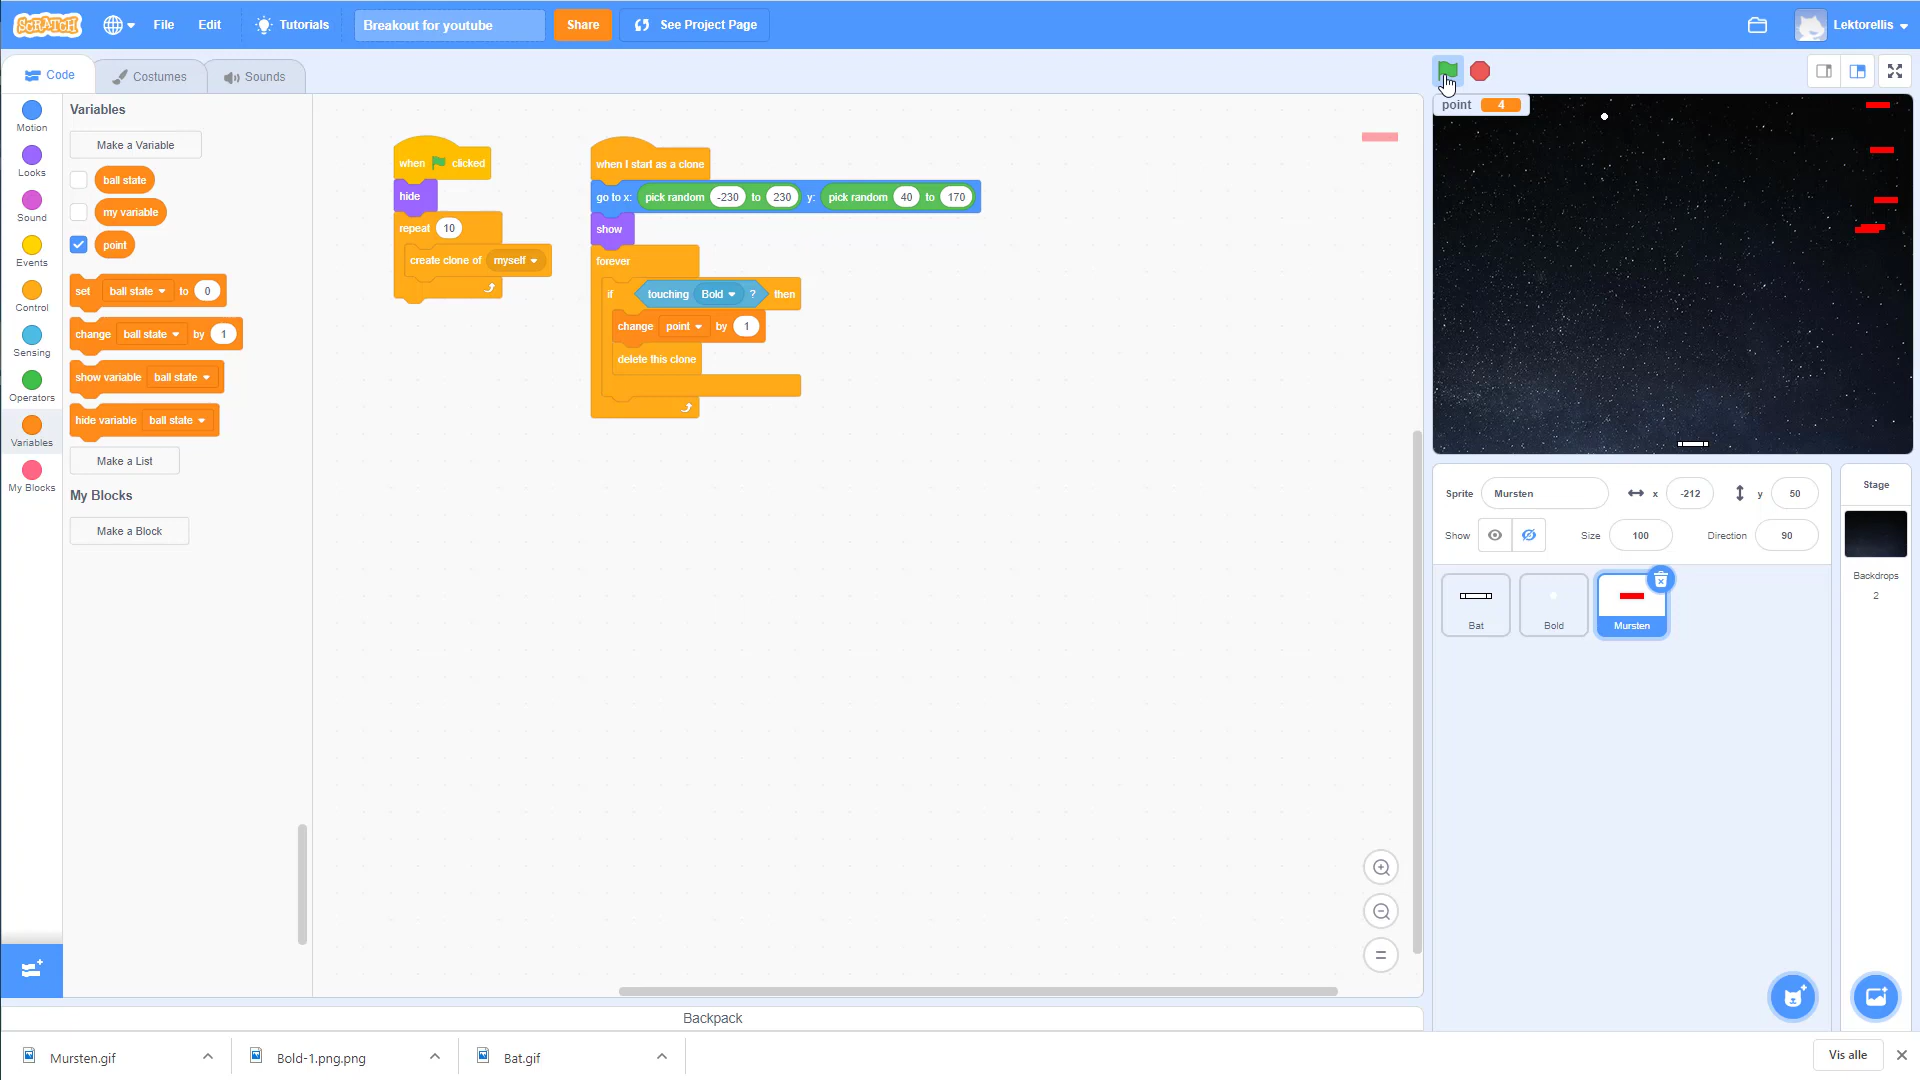 SCRATCH File Edit Tutorials Breakout for youtube Share See Project Page Lektorellis
Code Costumes Sounds
Motion
Looks
Sound
Events
Control
Sensing
Operators
Variables
My Blocks
Variables
Make a Variable
ball state
my variable
point
set ball state to 0
change ball state by 1
show variable ball state
hide variable ball state
Make a List
My Blocks
Make a Block
when clicked
hide
repeat 10
create clone of myself
when I start as a clone
go to x: pick random -230 to 230 y: pick random 40 to 170
show
forever
if touching Bold ? then
change point by 1
delete this clone
point 4
Sprite Mursten x -212 y 50
Show Size 100 Direction 90
Bat
Bold
Mursten
Stage
Backdrops
2
Backpack
Mursten.gif
Bold-1.png.png
Bat.gif
Vis alle